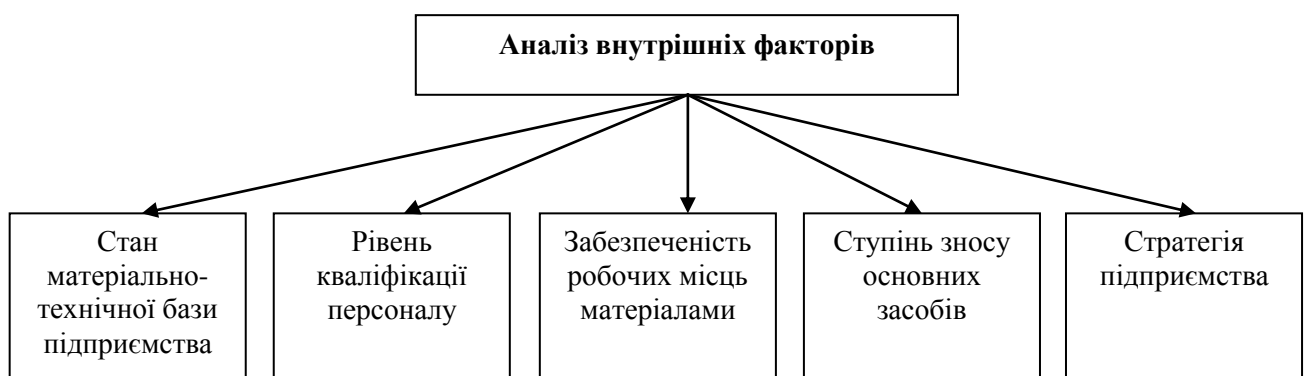 Аналіз внутрішніх факторів
Стан
матеріально-
технічної бази
підприємства
Рівень
кваліфікації
персоналу
Забезпеченість
робочих місць
матеріалами
Ступінь зносу
основних
засобів
Стратегія
підприємства